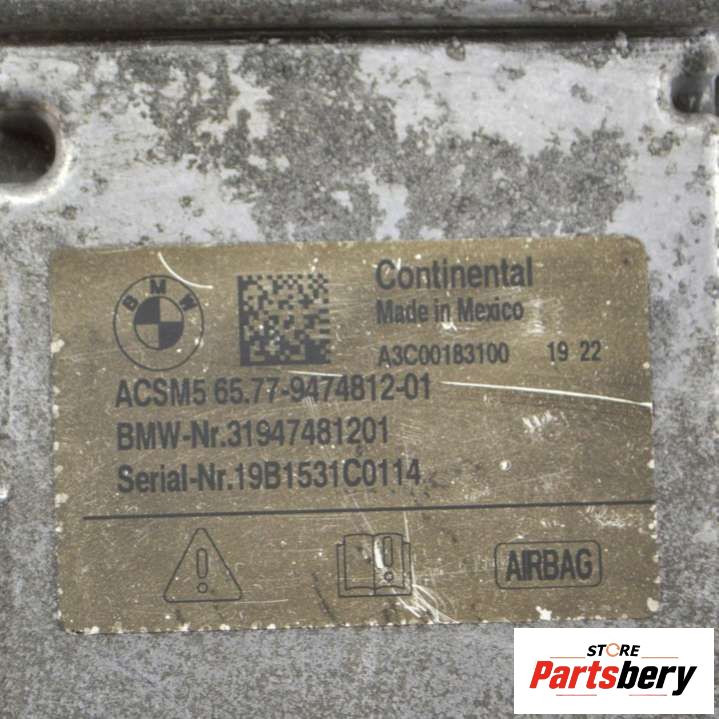 BMW
Continental
Made in Mexico
A3C00183100 19 22
ACSM5 65.77-9474812-01
BMW-Nr.31947481201
Serial-Nr.19B1531C0114
AIRBAG
STORE
Partsbery